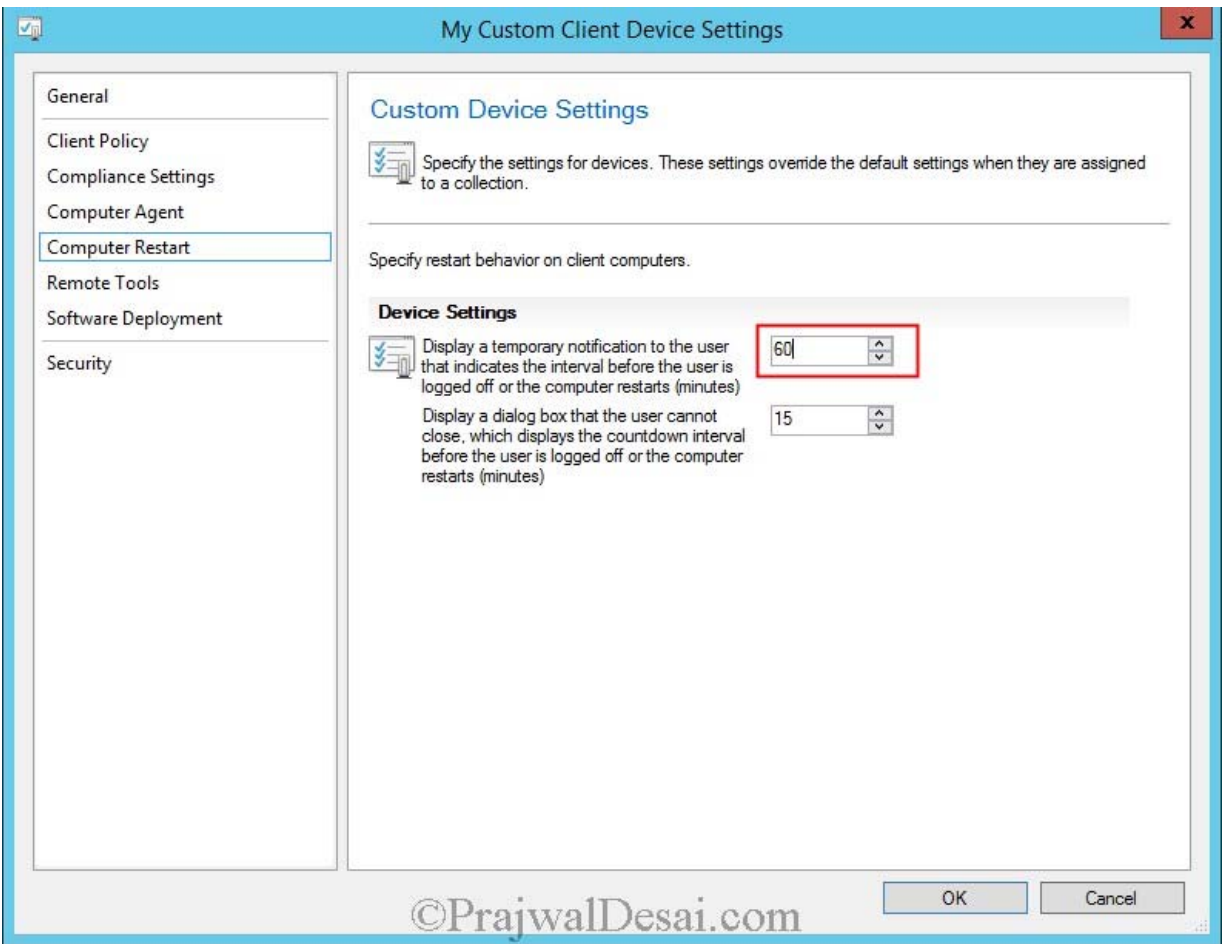 My Custom Client Device Settings
x
General
Client Policy
Compliance Settings
Computer Agent
Computer Restart
Remote Tools
Software Deployment
Security
Custom Device Settings
Specify the settings for devices. These settings override the default settings when they are assigned
to a collection.
Specify restart behavior on client computers.
Device Settings
Display a temporary notification to the user
that indicates the interval before the user is
logged off or the computer restarts (minutes)
60
Display a dialog box that the user cannot
close, which displays the countdown interval
before the user is logged off or the computer
restarts (minutes)
15
OK
Cancel
©PrajwalDesai.com